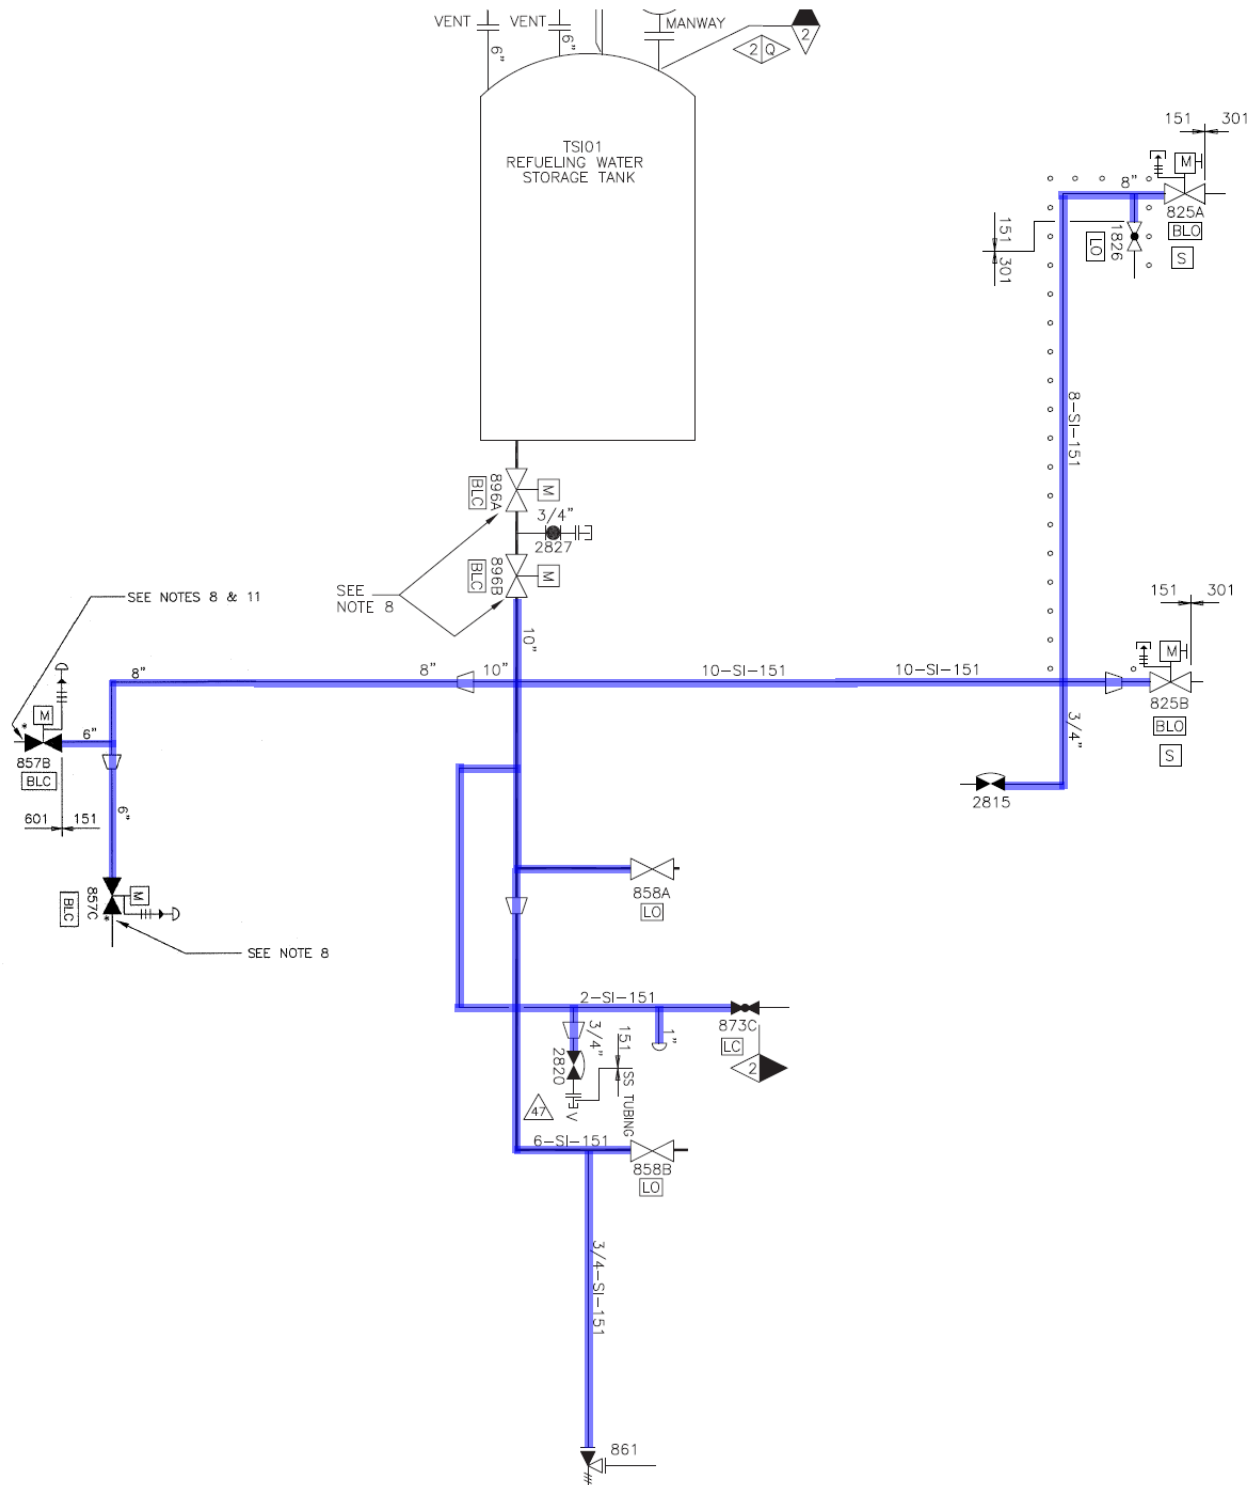 VENT
VENT
MANWAY
6"
6"
2 Q
2
TSI01
REFUELING WATER
STORAGE TANK
151
301
M
8"
825A
BLO
S
151
301
LO
1826
8-SI-151
896A
BLC
M
3/4"
2827
896B
BLC
M
SEE
NOTE 8
SEE NOTES 8 & 11
10"
151
301
M
8"
8"
10"
10-SI-151
10-SI-151
825B
BLO
S
3/4"
2815
M
6"
857B
BLC
601
151
6"
857C
BLC
M
SEE NOTE 8
858A
LO
2-SI-151
873C
LC
2
1"
3/4"
2820
151
SS TUBING
V
47
6-SI-151
858B
LO
3/4-SI-151
861